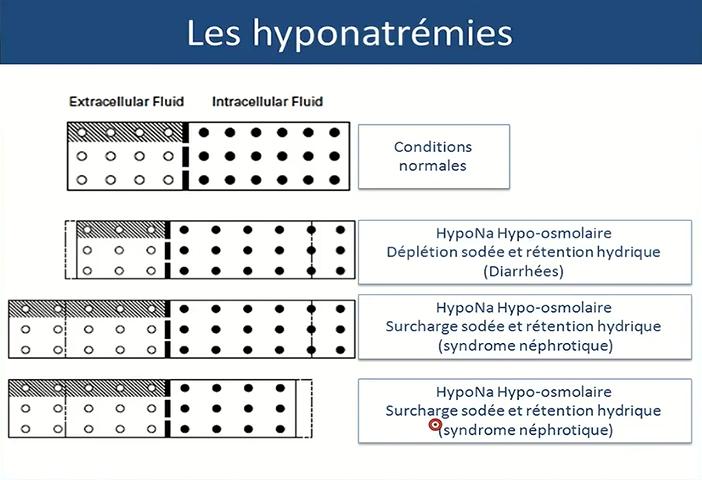 Les hyponatrémies
Extracellular Fluid
Intracellular Fluid
Conditions
normales
HypoNa Hypo-osmolaire
Déplétion sodée et rétention hydrique
(Diarrhées)
HypoNa Hypo-osmolaire
Surcharge sodée et rétention hydrique
(syndrome néphrotique)
HypoNa Hypo-osmolaire
Surcharge sodée et rétention hydrique
(syndrome néphrotique)